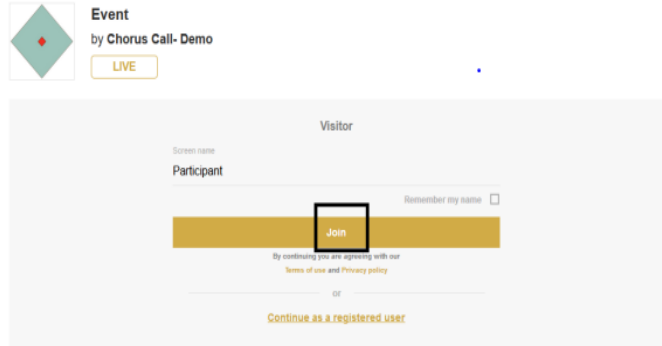 Event
by Chorus Call- Demo
LIVE
Visitor
Screen name
Participant
Remember my name
Join
By continuing you are agreeing with our
Terms of use and Privacy policy
or
Continue as a registered user